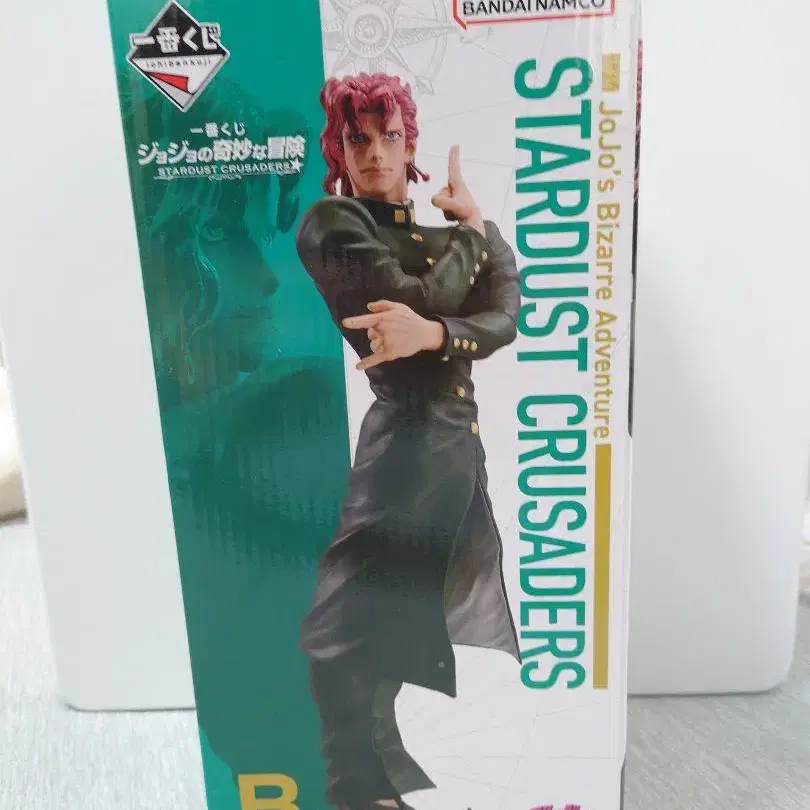 一番くじ
ichibankuji
一番くじ
ジョジョの奇妙な冒険
STARDUST CRUSADERS
BANDAI NAMCO
JoJo's Bizarre Adventure
STARDUST CRUSADERS
B